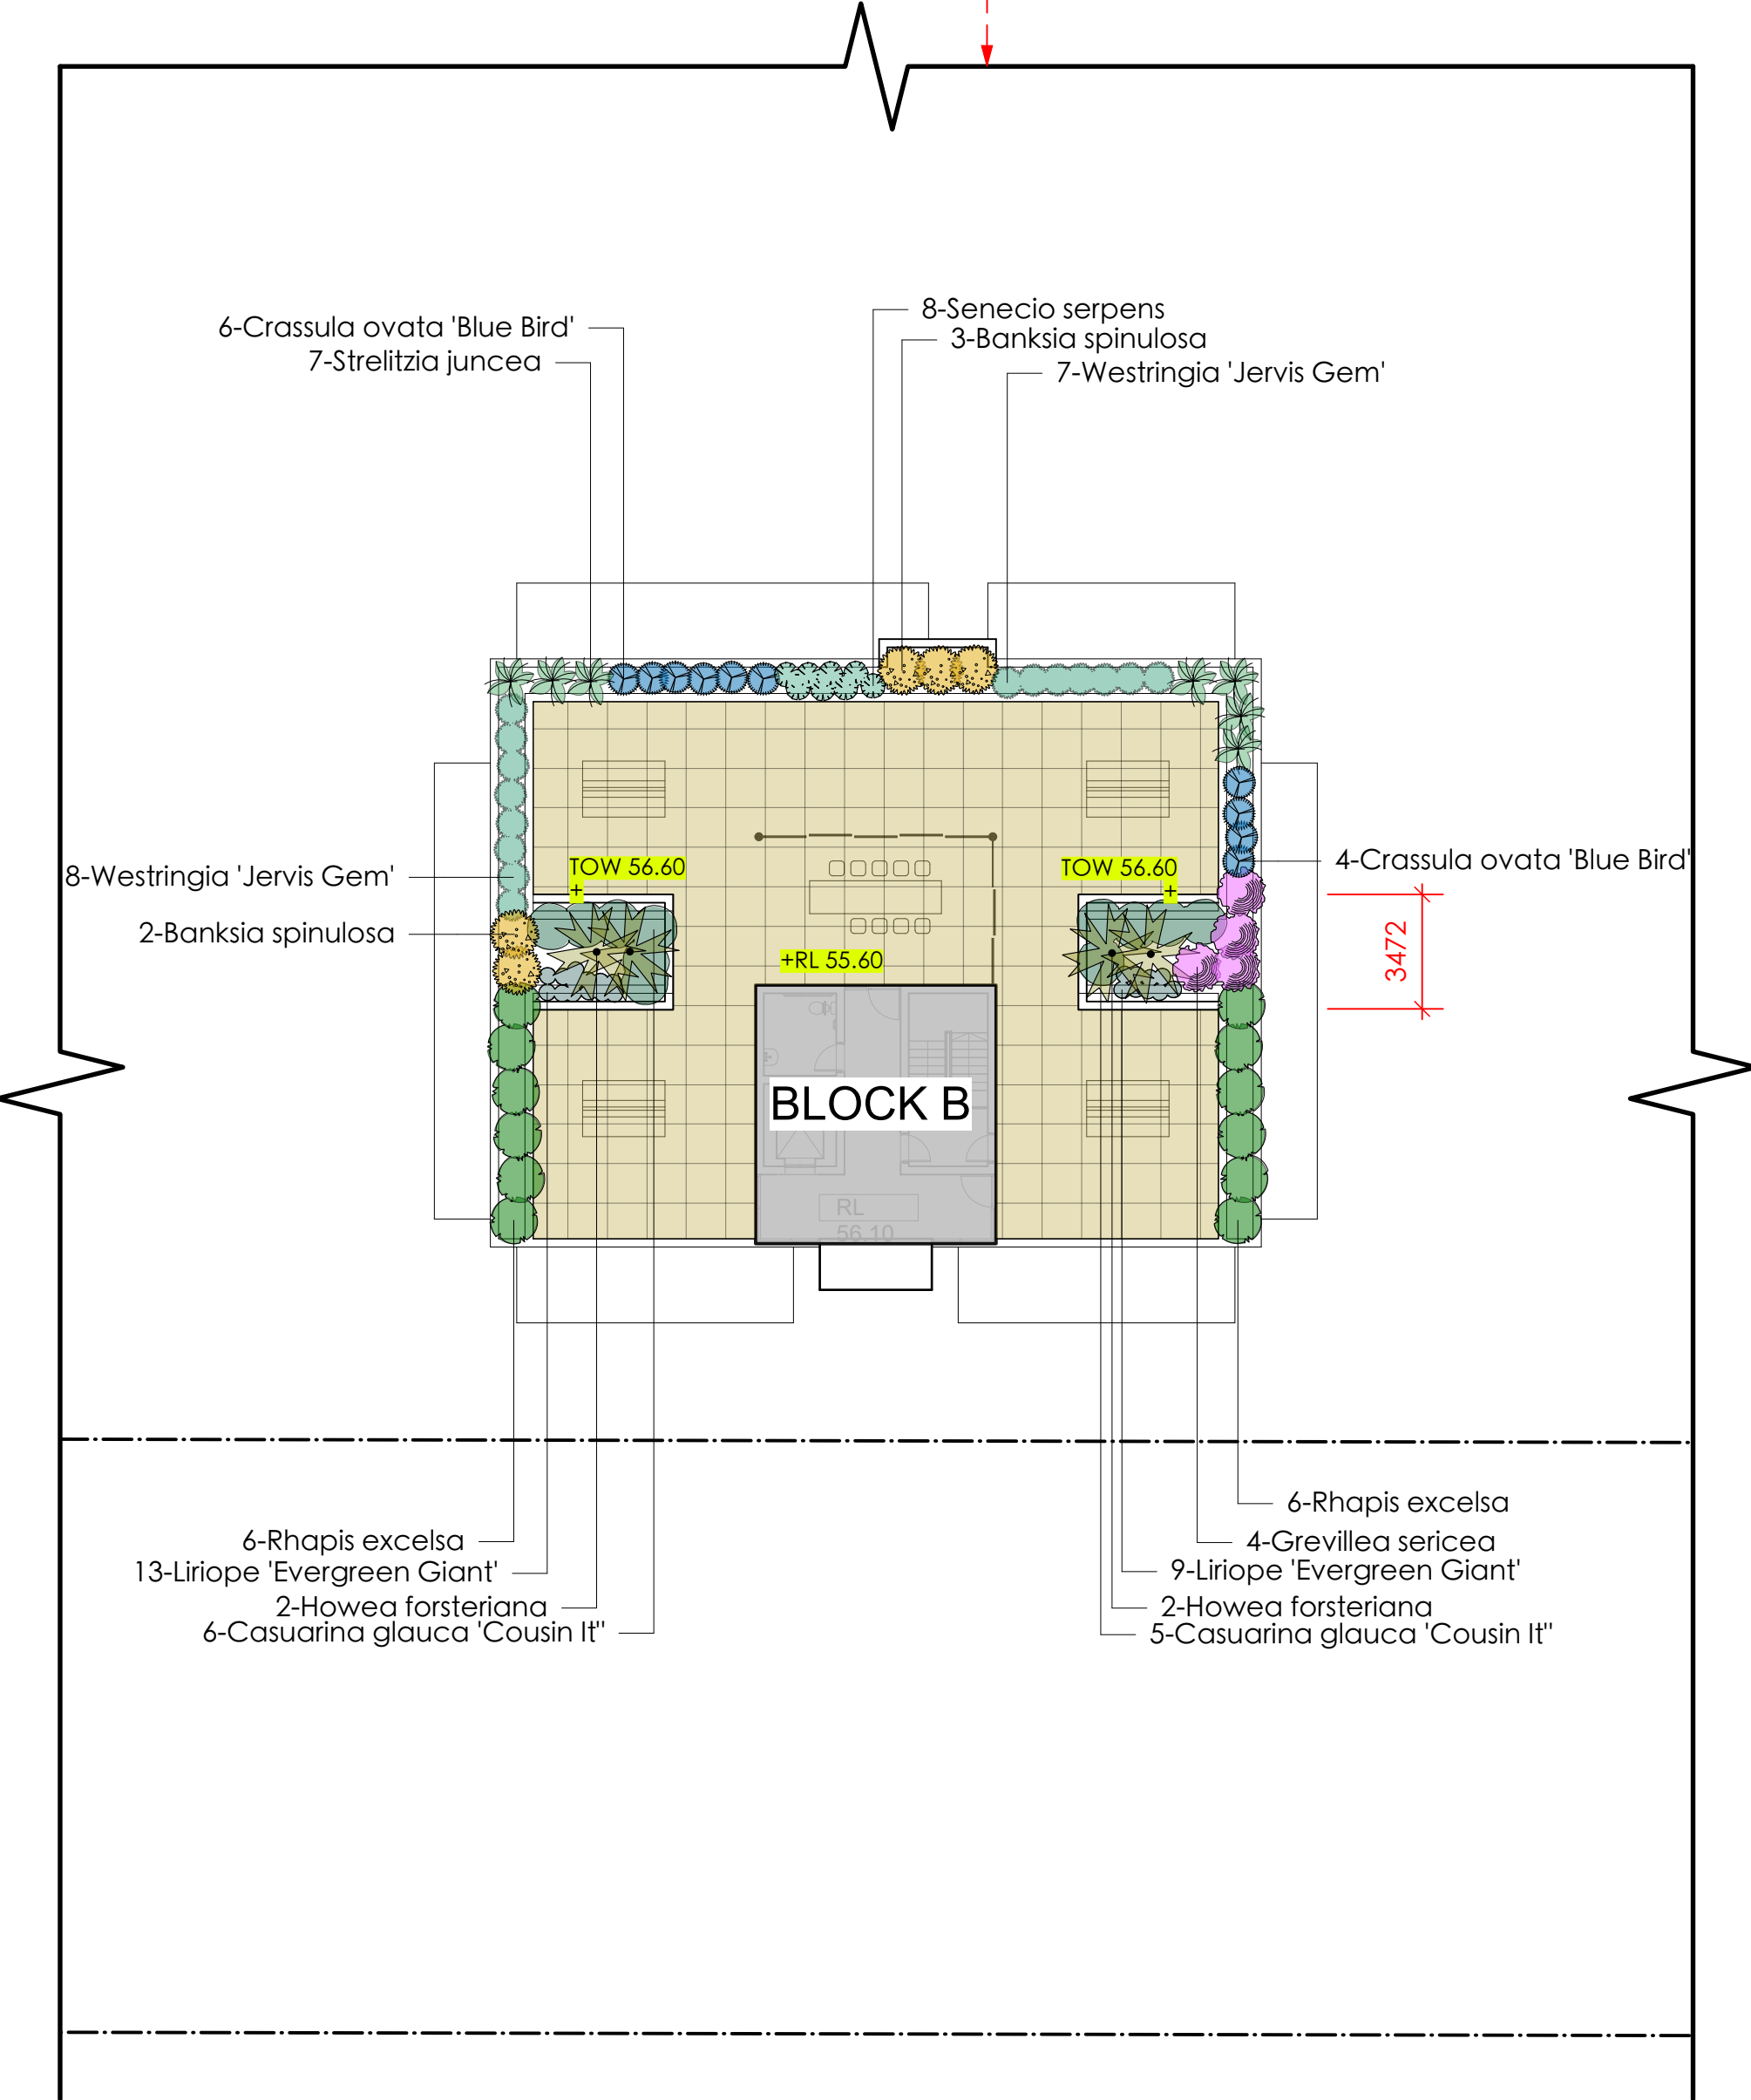 8-Senecio serpens
6-Crassula ovata 'Blue Bird'
3-Banksia spinulosa
7-Strelitzia juncea
7-Westringia 'Jervis Gem'
TOW 56.60
+
TOW 56.60
+
4-Crassula ovata 'Blue Bird'
8-Westringia 'Jervis Gem'
2-Banksia spinulosa
+RL 55.60
3472
BLOCK B
RL
56.10
6-Rhapis excelsa
6-Rhapis excelsa
4-Grevillea sericea
13-Liriope 'Evergreen Giant'
9-Liriope 'Evergreen Giant'
2-Howea forsteriana
2-Howea forsteriana
6-Casuarina glauca 'Cousin It''
5-Casuarina glauca 'Cousin It''